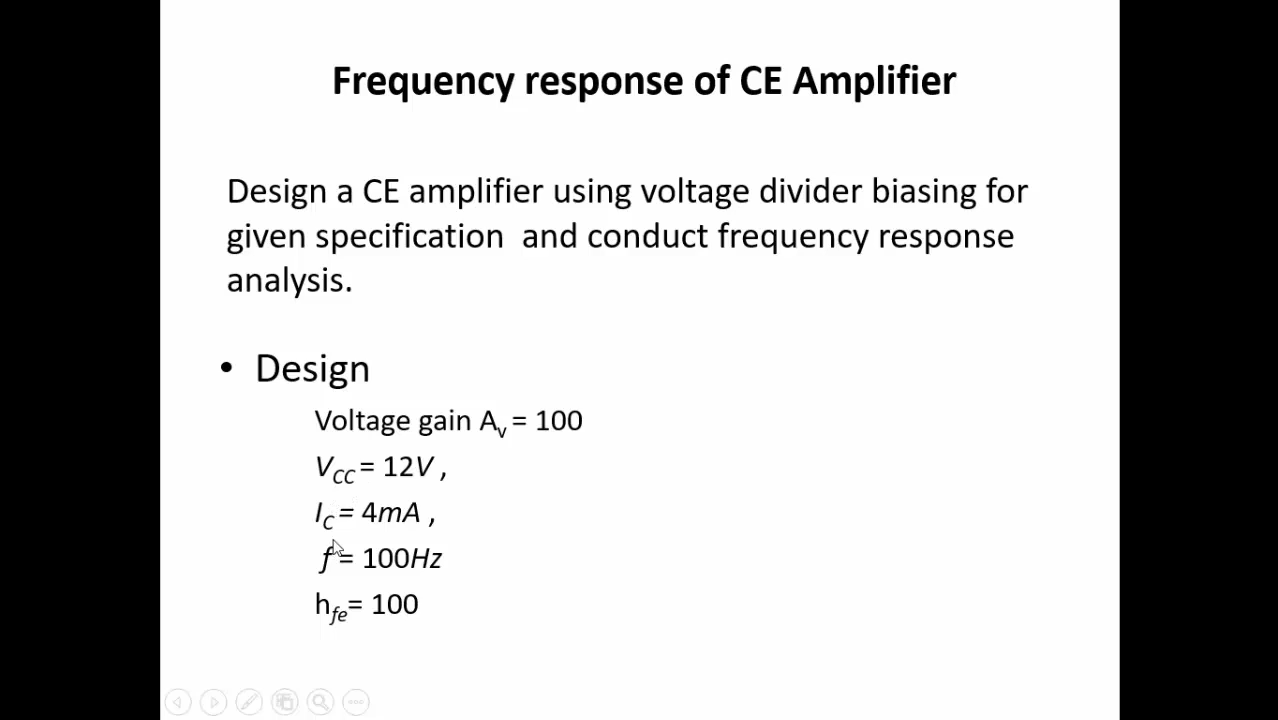 Frequency response of CE Amplifier
Design a CE amplifier using voltage divider biasing for
given specification and conduct frequency response
analysis.
• Design
Voltage gain Av = 100
VCC = 12V ,
IC = 4mA ,
f = 100Hz
hfe= 100